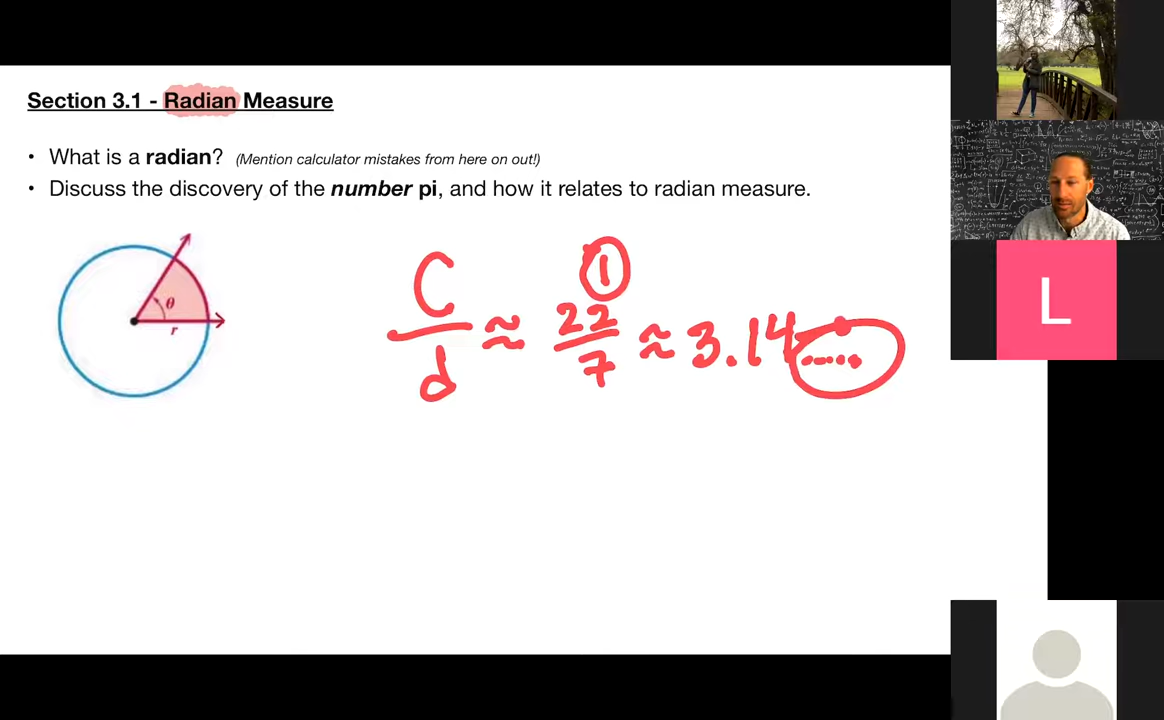 Section 3.1 - Radian Measure
• What is a radian? (Mention calculator mistakes from here on out!)
• Discuss the discovery of the number pi, and how it relates to radian measure.
θ
r
C/d ≈ 22/7 ≈ 3.14.....
1
L